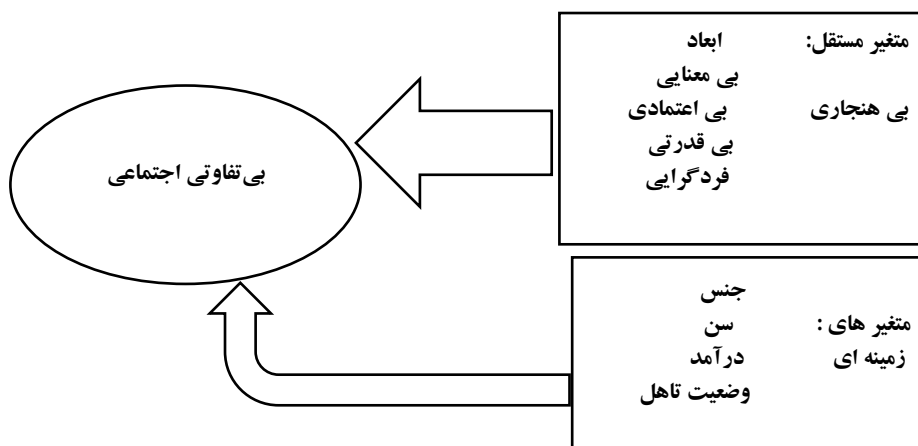 متغیر مستقل: ابعاد
بی معنایی
بی هنجاری بی اعتمادی
بی قدرتی
فردگرایی
بی‌تفاوتی اجتماعی
جنس
متغیر های : سن
زمینه ای درآمد
وضعیت تاهل